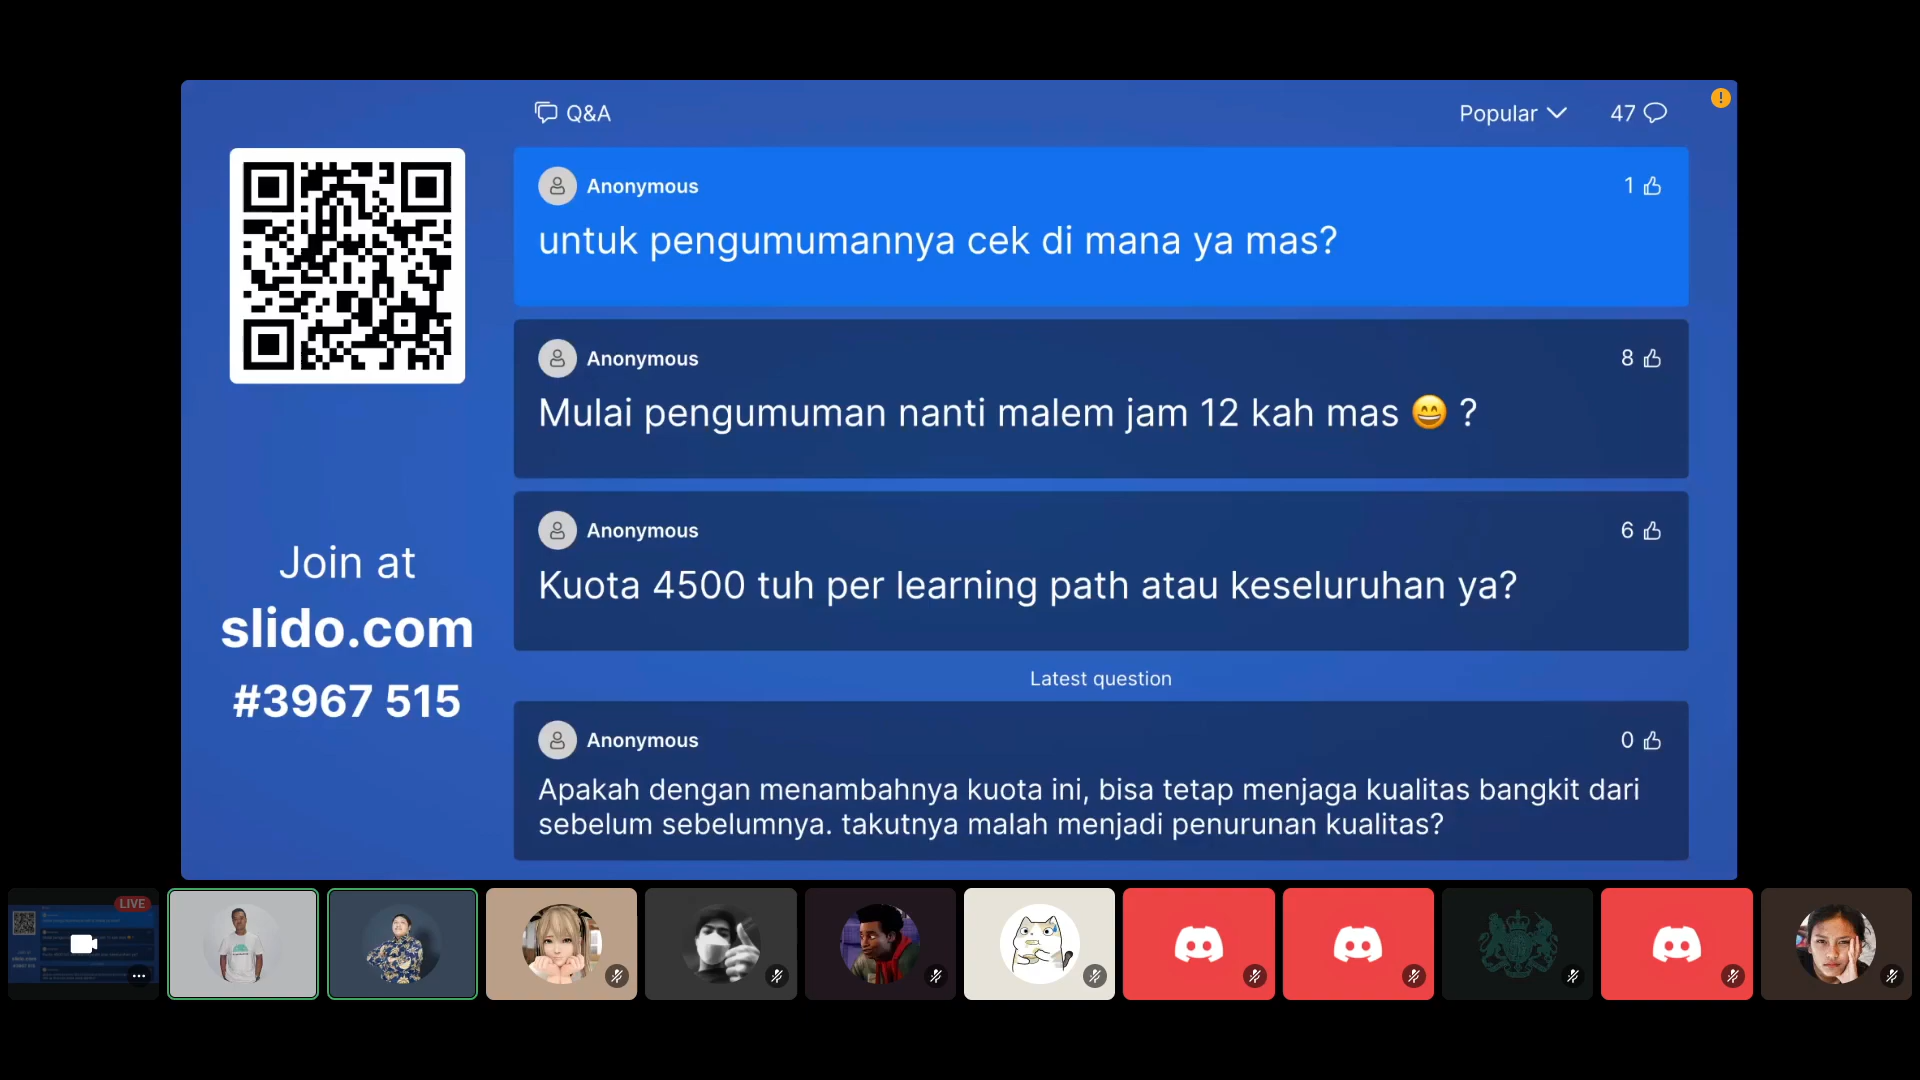 Q&A
Popular
47
Anonymous
1
untuk pengumumannya cek di mana ya mas?
Anonymous
8
Mulai pengumuman nanti malem jam 12 kah mas 😄 ?
Anonymous
6
Kuota 4500 tuh per learning path atau keseluruhan ya?
Latest question
Anonymous
0
Apakah dengan menambahnya kuota ini, bisa tetap menjaga kualitas bangkit dari
sebelum sebelumnya. takutnya malah menjadi penurunan kualitas?
Join at
slido.com
#3967 515
LIVE